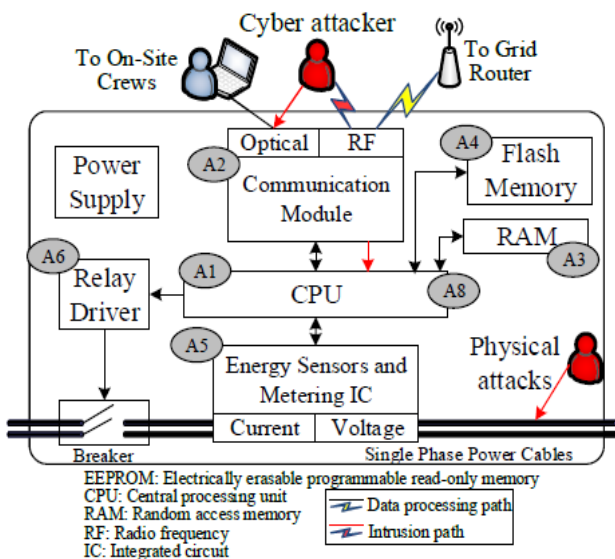 Cyber attacker
To On-Site
Crews
To Grid
Router
Optical
RF
A2
Communication
Module
A4
Flash
Memory
Power
Supply
RAM
A3
A6
Relay
Driver
A1
CPU
A8
A5
Energy Sensors and
Metering IC
Physical
attacks
Current
Voltage
Breaker
Single Phase Power Cables
EEPROM: Electrically erasable programmable read-only memory
CPU: Central processing unit
RAM: Random access memory
RF: Radio frequency
IC: Integrated circuit
Data processing path
Intrusion path